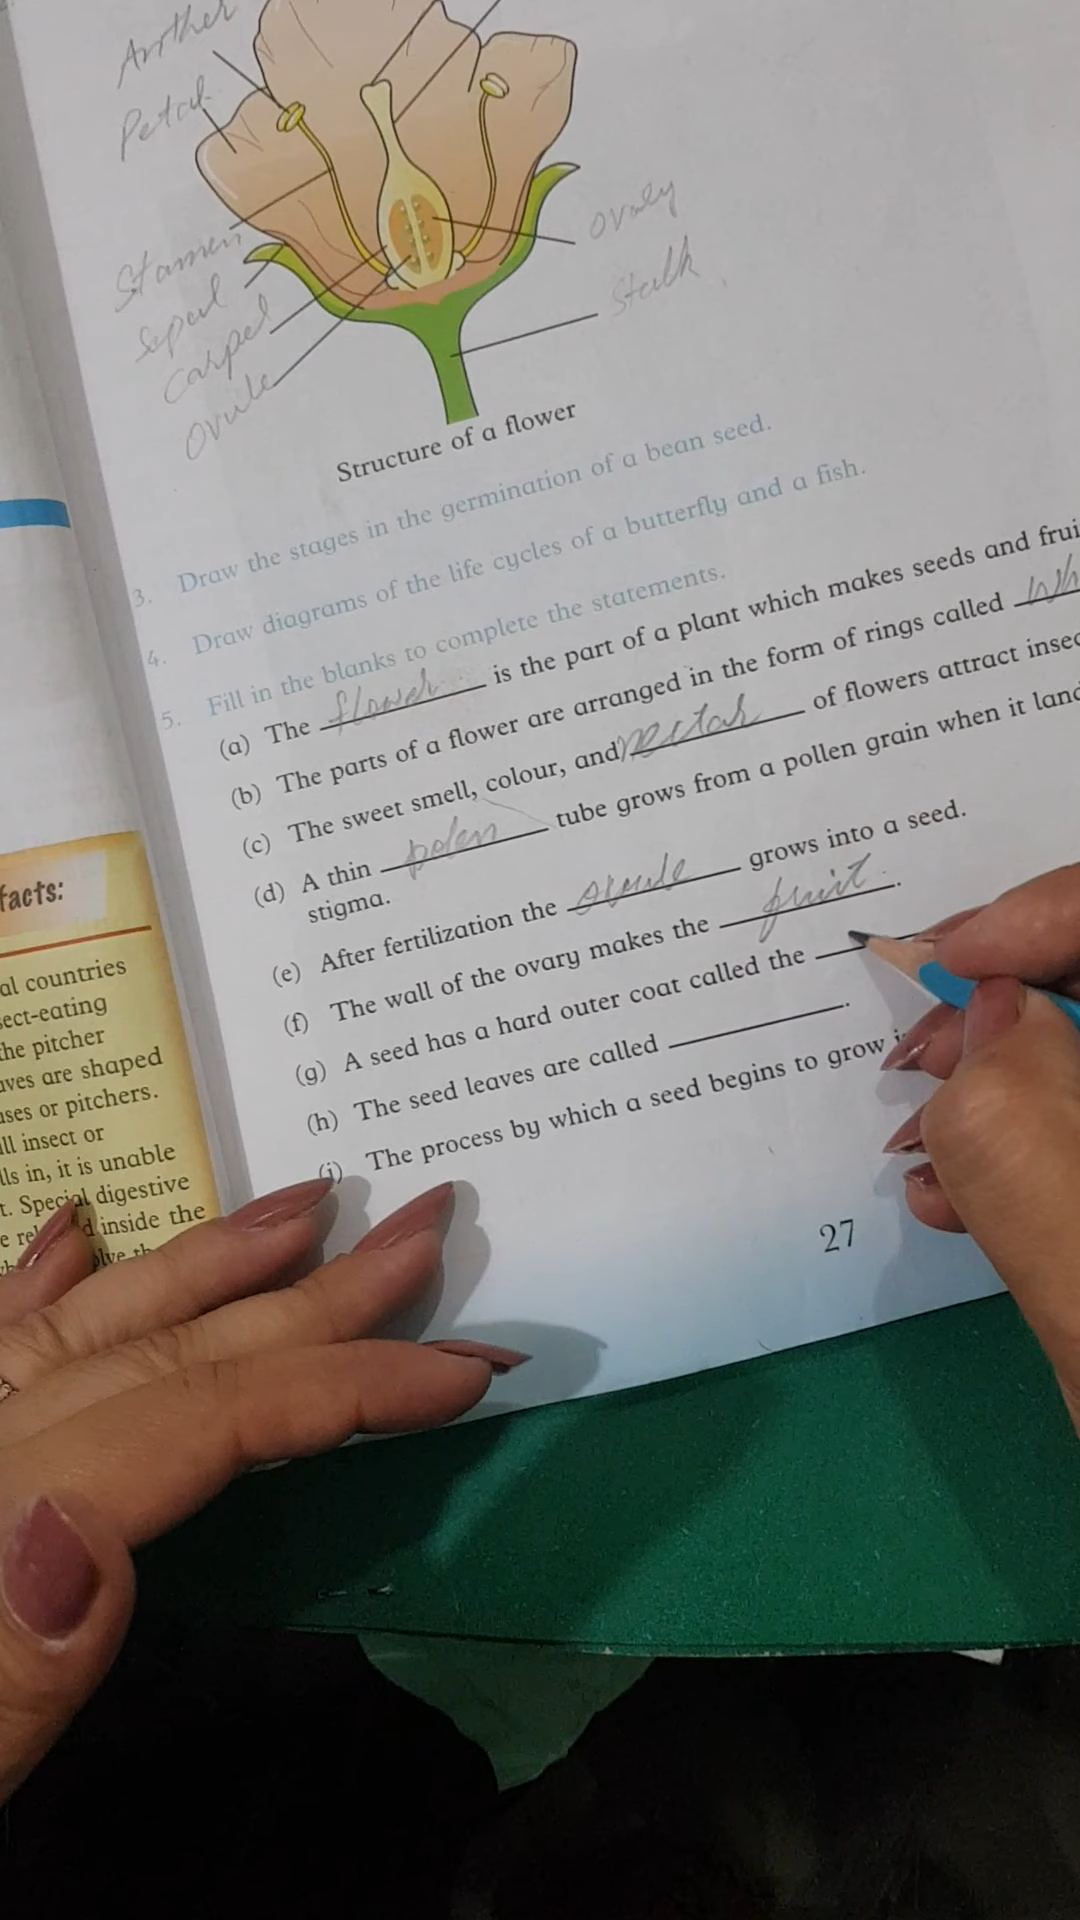 Anther
Petal
Stamen
Sepal
Carpel
Ovule
Ovary
Stalk
Structure of a flower
3. Draw the stages in the germination of a bean seed.
4. Draw diagrams of the life cycles of a butterfly and a fish.
5. Fill in the blanks to complete the statements.
(a) The flower is the part of a plant which makes seeds and frui
(b) The parts of a flower are arranged in the form of rings called Wh
(c) The sweet smell, colour, and nectar of flowers attract insec
(d) A thin polen tube grows from a pollen grain when it land
stigma.
(e) After fertilization the ovule grows into a seed.
(f) The wall of the ovary makes the fruit.
(g) A seed has a hard outer coat called the
(h) The seed leaves are called .
(i) The process by which a seed begins to grow i
27
facts:
al countries
sect-eating
the pitcher
aves are shaped
ases or pitchers.
ll insect or
lls in, it is unable
t. Special digestive
d inside the